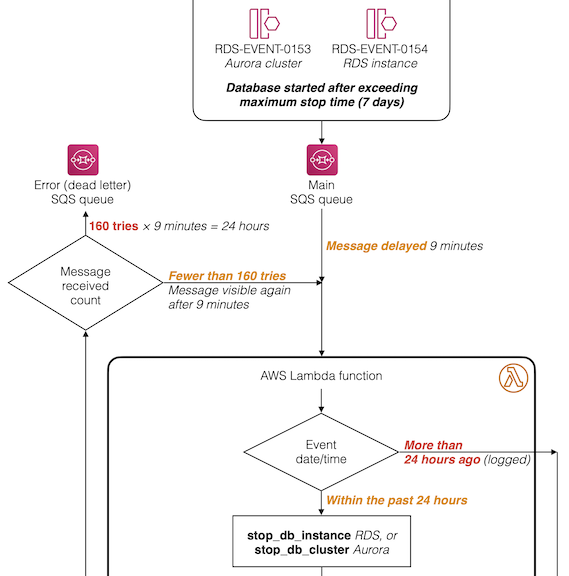 RDS-EVENT-0153
Aurora cluster
RDS-EVENT-0154
RDS instance
Database started after exceeding
maximum stop time (7 days)
Error (dead letter)
SQS queue
Main
SQS queue
160 tries × 9 minutes = 24 hours
Message delayed 9 minutes
Message
received
count
Fewer than 160 tries
Message visible again
after 9 minutes
AWS Lambda function
λ
Event
date/time
More than
24 hours ago (logged)
Within the past 24 hours
stop_db_instance RDS, or
stop_db_cluster Aurora